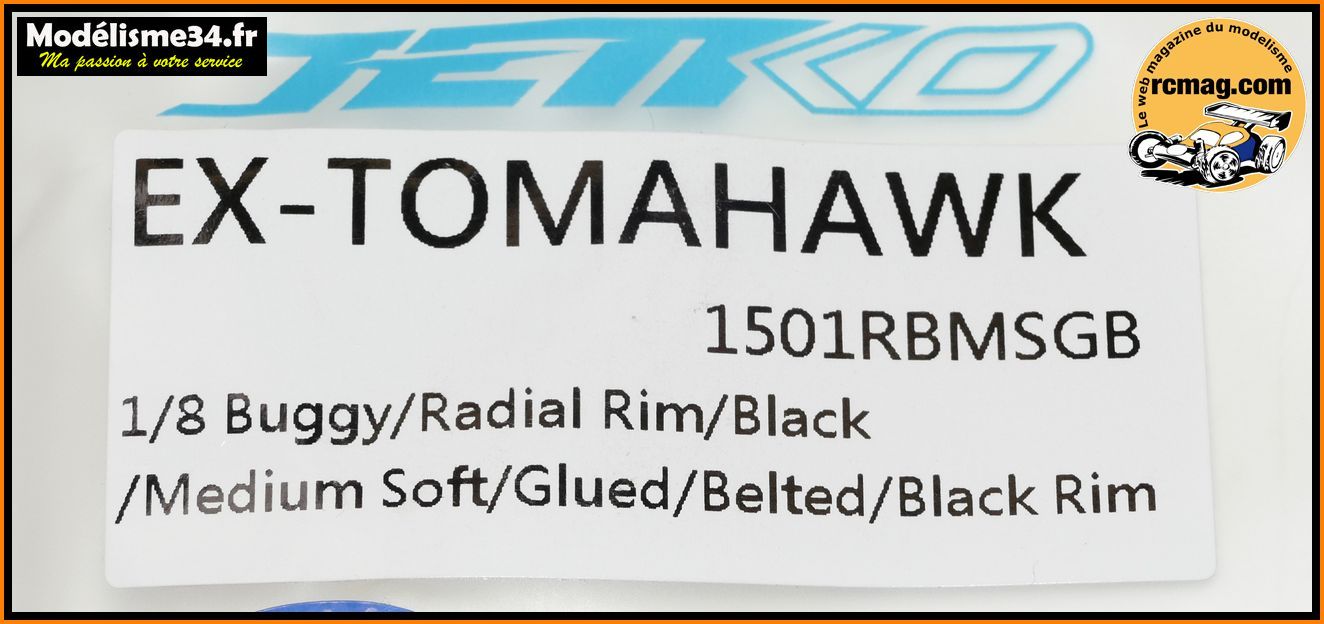 Modélisme34.fr
Ma passion à votre service
JETKO
Le web magazine du modelisme
rcmag.com
EX-TOMAHAWK
1501RBMSGB
1/8 Buggy/Radial Rim/Black
/Medium Soft/Glued/Belted/Black Rim